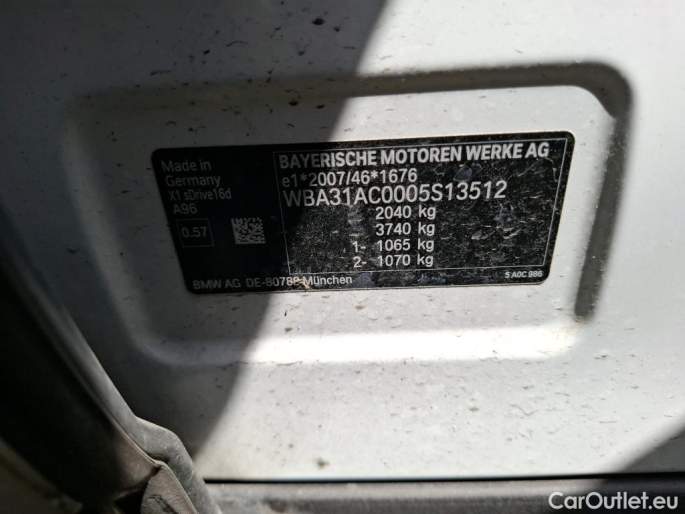 Made in
Germany
X1 sDrive16d
A96
0.57
BAYERISCHE MOTOREN WERKE AG
e1*2007/46*1676
WBA31AC0005S13512
2040 kg
- 3740 kg
1- 1065 kg
2- 1070 kg
BMW AG DE-80788 München
5 A0C 986
CarOutlet.eu